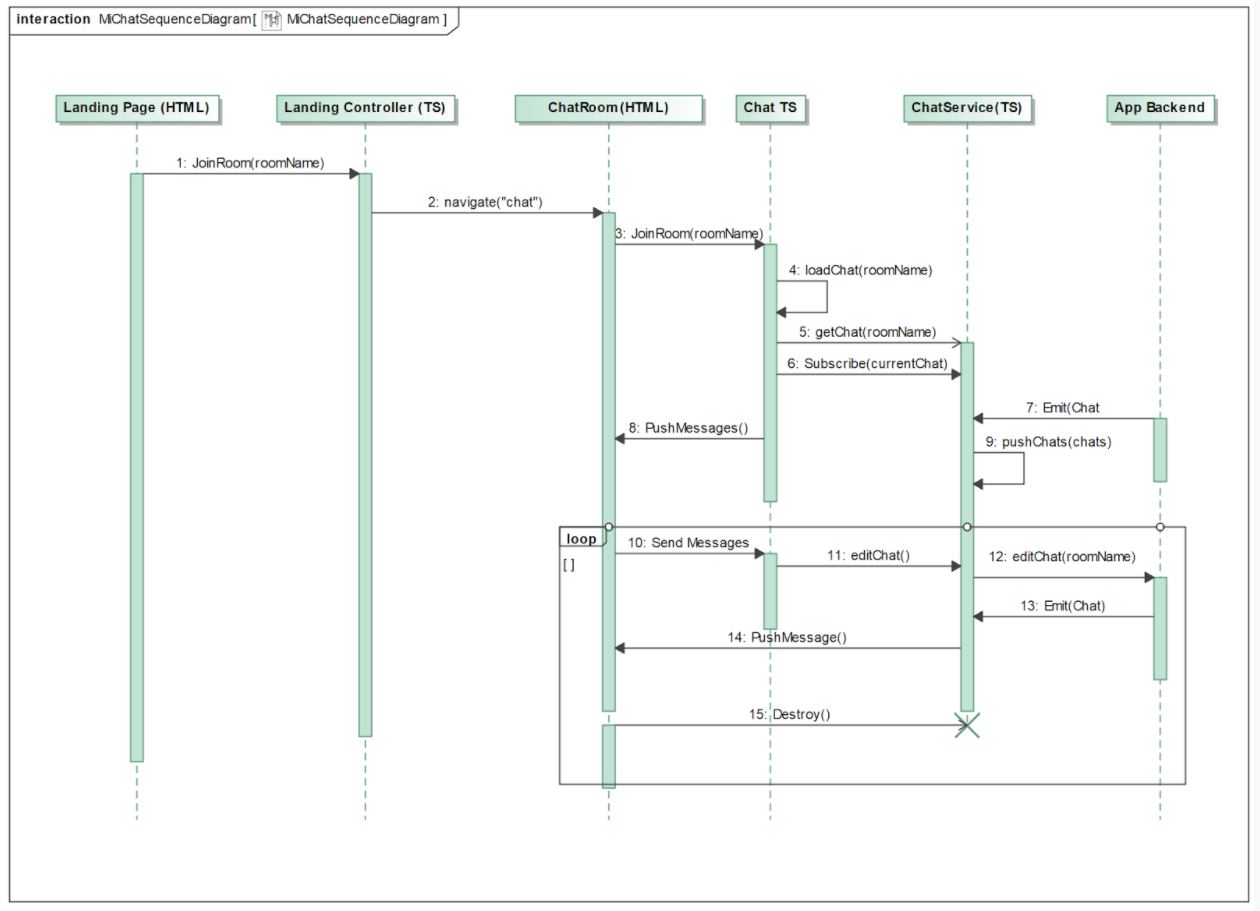 interaction MiChatSequenceDiagram[ MiChatSequenceDiagram ]
Landing Page (HTML)
Landing Controller (TS)
ChatRoom(HTML)
Chat TS
ChatService(TS)
App Backend
1: JoinRoom(roomName)
2: navigate("chat")
3: JoinRoom(roomName)
4: loadChat(roomName)
5: getChat(roomName)
6: Subscribe(currentChat)
7: Emit(Chat
8: PushMessages()
9: pushChats(chats)
loop
[ ]
10: Send Messages
11: editChat()
12: editChat(roomName)
13: Emit(Chat)
14: PushMessage()
15: Destroy()